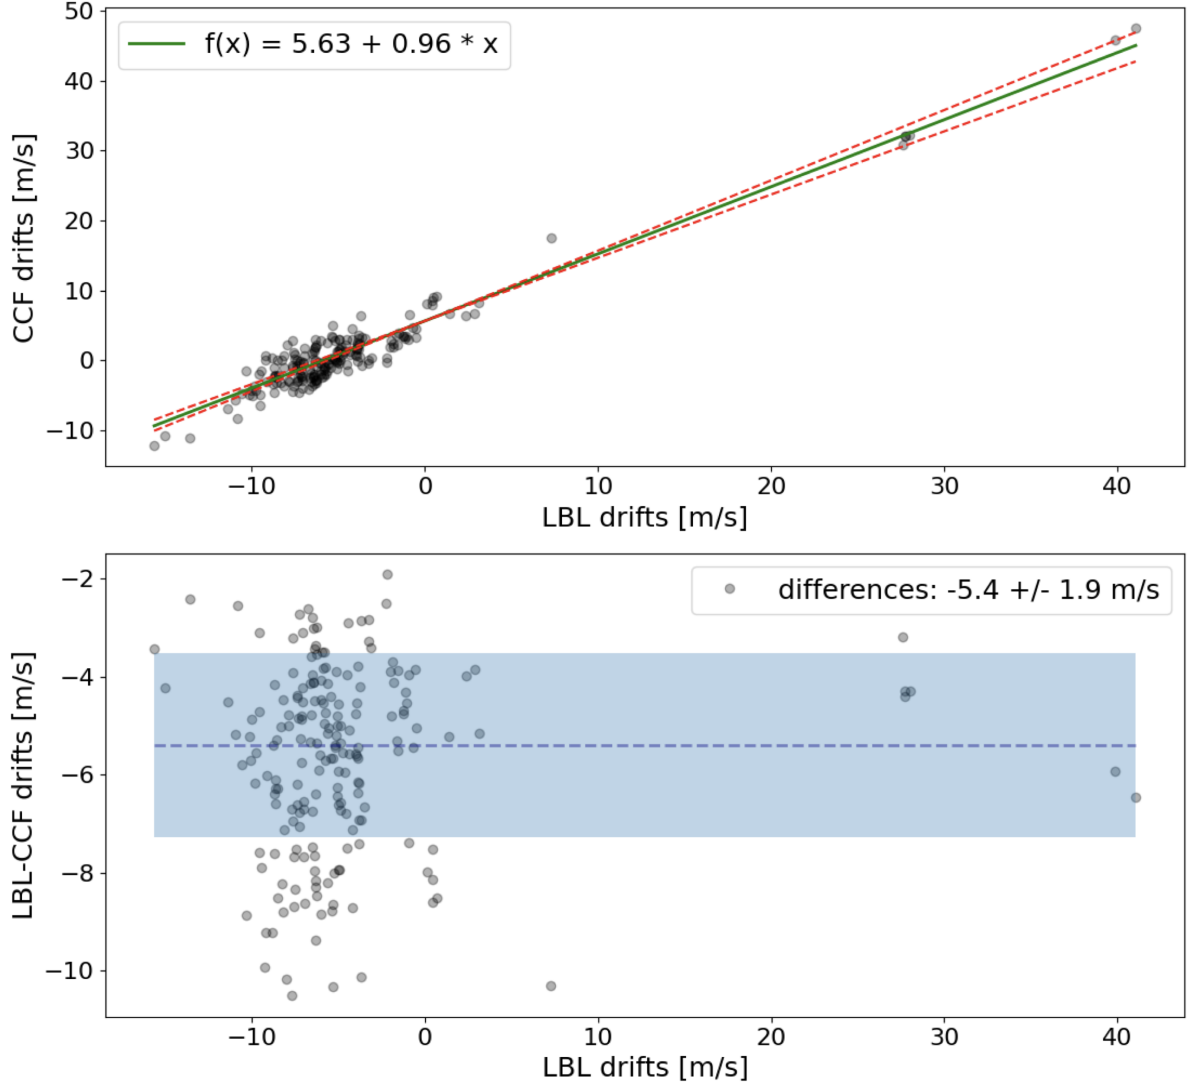 f(x) = 5.63 + 0.96 * x
CCF drifts [m/s]
50
40
30
20
10
0
−10
−10 0 10 20 30 40
LBL drifts [m/s]
differences: -5.4 +/- 1.9 m/s
LBL-CCF drifts [m/s]
−2
−4
−6
−8
−10
−10 0 10 20 30 40
LBL drifts [m/s]